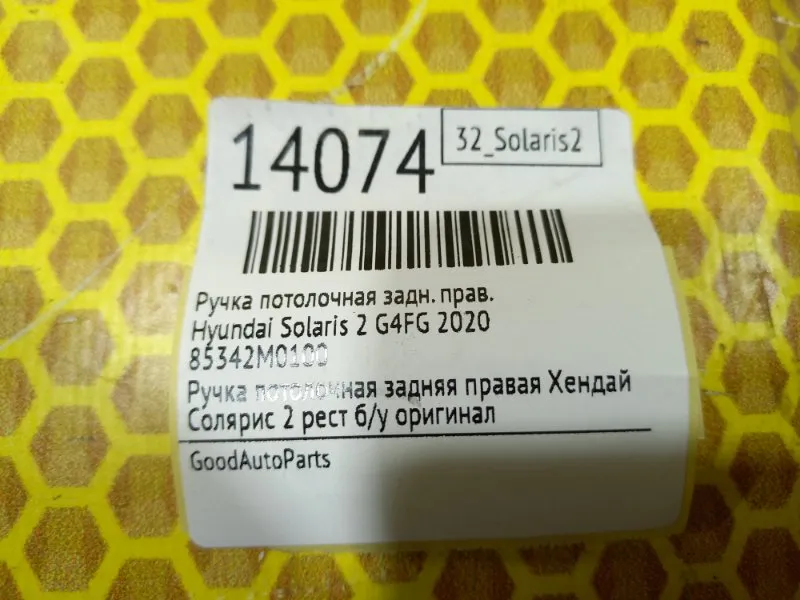 14074
32_Solaris2
Ручка потолочная задн. прав.
Hyundai Solaris 2 G4FG 2020
85342M0100
Ручка потолочная задняя правая Хендай
Солярис 2 рест б/у оригинал
GoodAutoParts